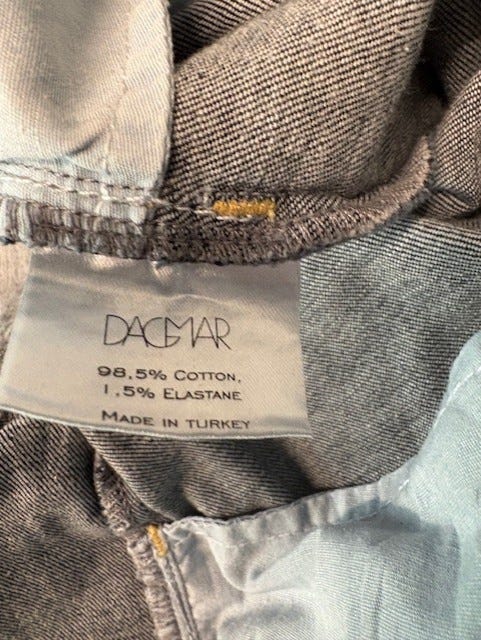 DAGMAR
98,5% COTTON,
1,5% ELASTANE
MADE IN TURKEY